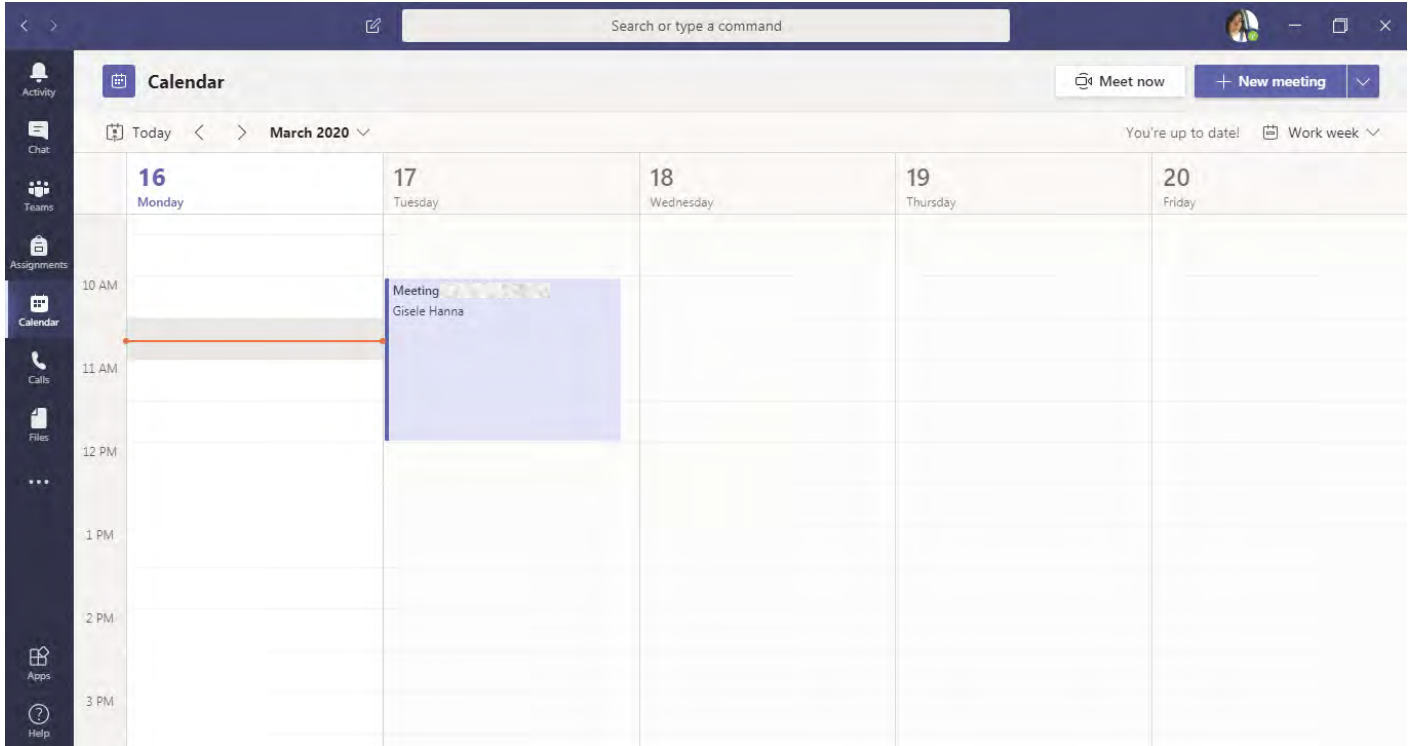 Search or type a command
Activity
Chat
Teams
Assignments
Calendar
Calls
Files
Apps
Help
Calendar
Meet now
New meeting
Today
March 2020
You're up to date!
Work week
16
Monday
17
Tuesday
18
Wednesday
19
Thursday
20
Friday
10 AM
11 AM
12 PM
1 PM
2 PM
3 PM
Meeting
Gisele Hanna